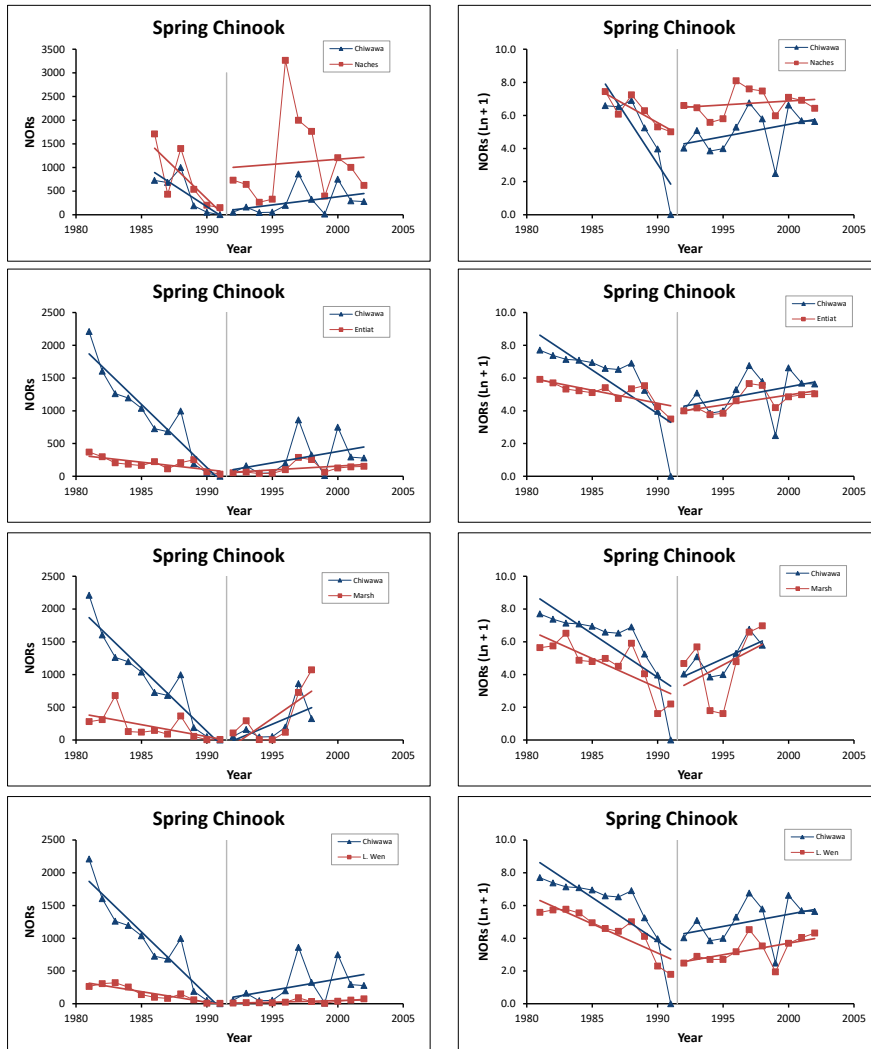 Spring Chinook
3500
3000
2500
2000
1500
1000
500
0
NORs
1980 1985 1990 1995 2000 2005
Year
Chiwawa
Naches
Spring Chinook
10.0
8.0
6.0
4.0
2.0
0.0
NORs (Ln + 1)
1980 1985 1990 1995 2000 2005
Year
Chiwawa
Naches
Spring Chinook
2500
2000
1500
1000
500
0
NORs
1980 1985 1990 1995 2000 2005
Year
Chiwawa
Entiat
Spring Chinook
10.0
8.0
6.0
4.0
2.0
0.0
NORs (Ln + 1)
1980 1985 1990 1995 2000 2005
Year
Chiwawa
Entiat
Spring Chinook
2500
2000
1500
1000
500
0
NORs
1980 1985 1990 1995 2000 2005
Year
Chiwawa
Marsh
Spring Chinook
10.0
8.0
6.0
4.0
2.0
0.0
NORs (Ln + 1)
1980 1985 1990 1995 2000 2005
Year
Chiwawa
Marsh
Spring Chinook
2500
2000
1500
1000
500
0
NORs
1980 1985 1990 1995 2000 2005
Year
Chiwawa
L. Wen
Spring Chinook
10.0
8.0
6.0
4.0
2.0
0.0
NORs (Ln + 1)
1980 1985 1990 1995 2000 2005
Year
Chiwawa
L. Wen